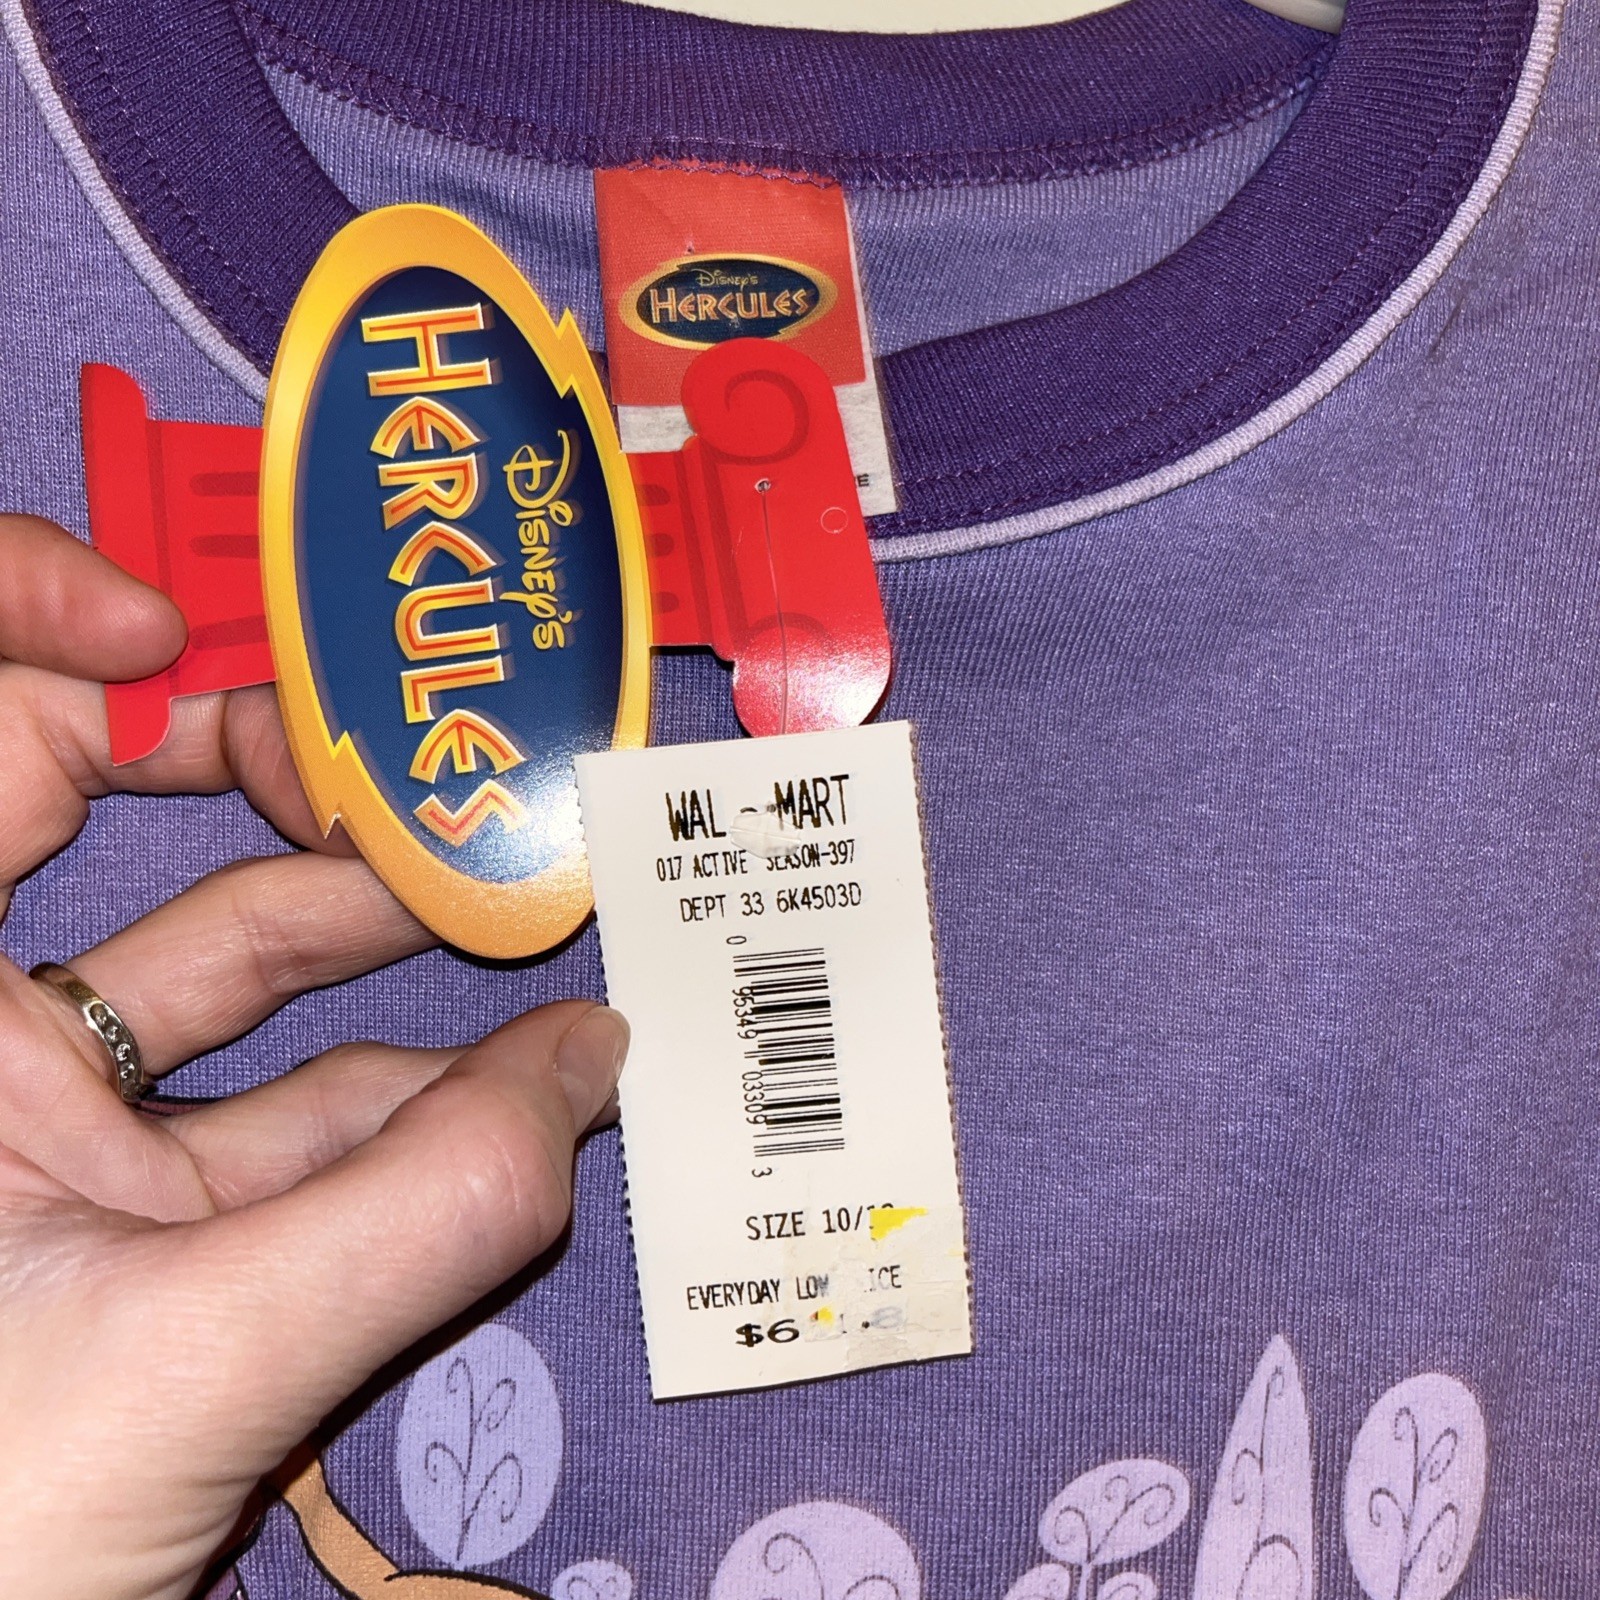 DISNEY'S
HERCULES
DISNEY'S
HERCULES
WAL-MART
017 ACTIVE SEASON-397
DEPT 33 6K4503D
0 95349 03309 3
SIZE 10/
EVERYDAY LOW
$6